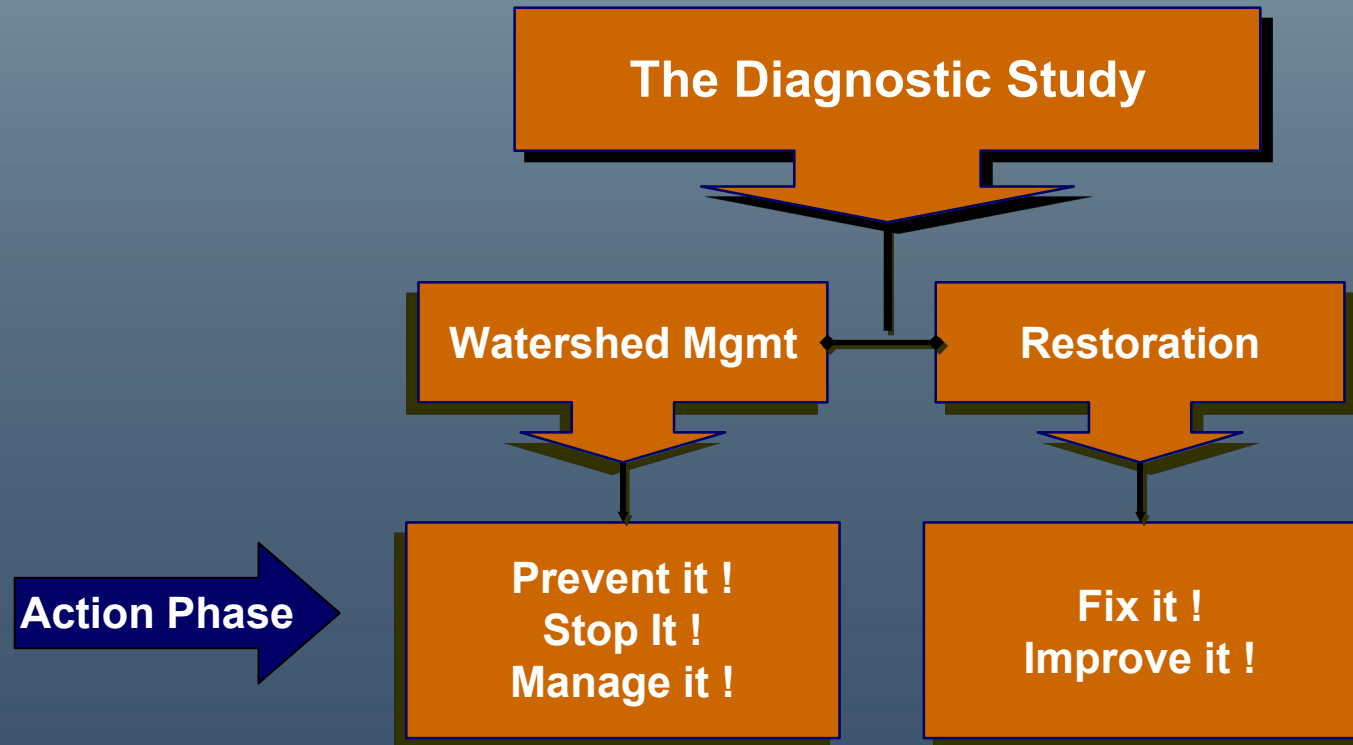 The Diagnostic Study
Watershed Mgmt
Restoration
Action Phase
Prevent it !
Stop It !
Manage it !
Fix it !
Improve it !